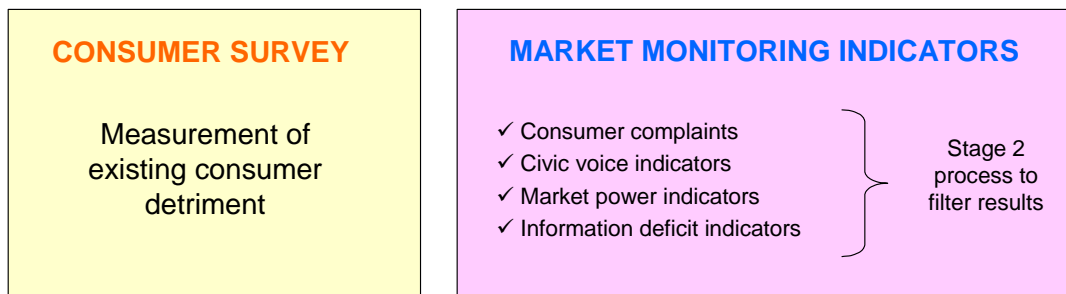 CONSUMER SURVEY
Measurement of
existing consumer
detriment
MARKET MONITORING INDICATORS
✓ Consumer complaints
✓ Civic voice indicators
✓ Market power indicators
✓ Information deficit indicators
Stage 2
process to
filter results